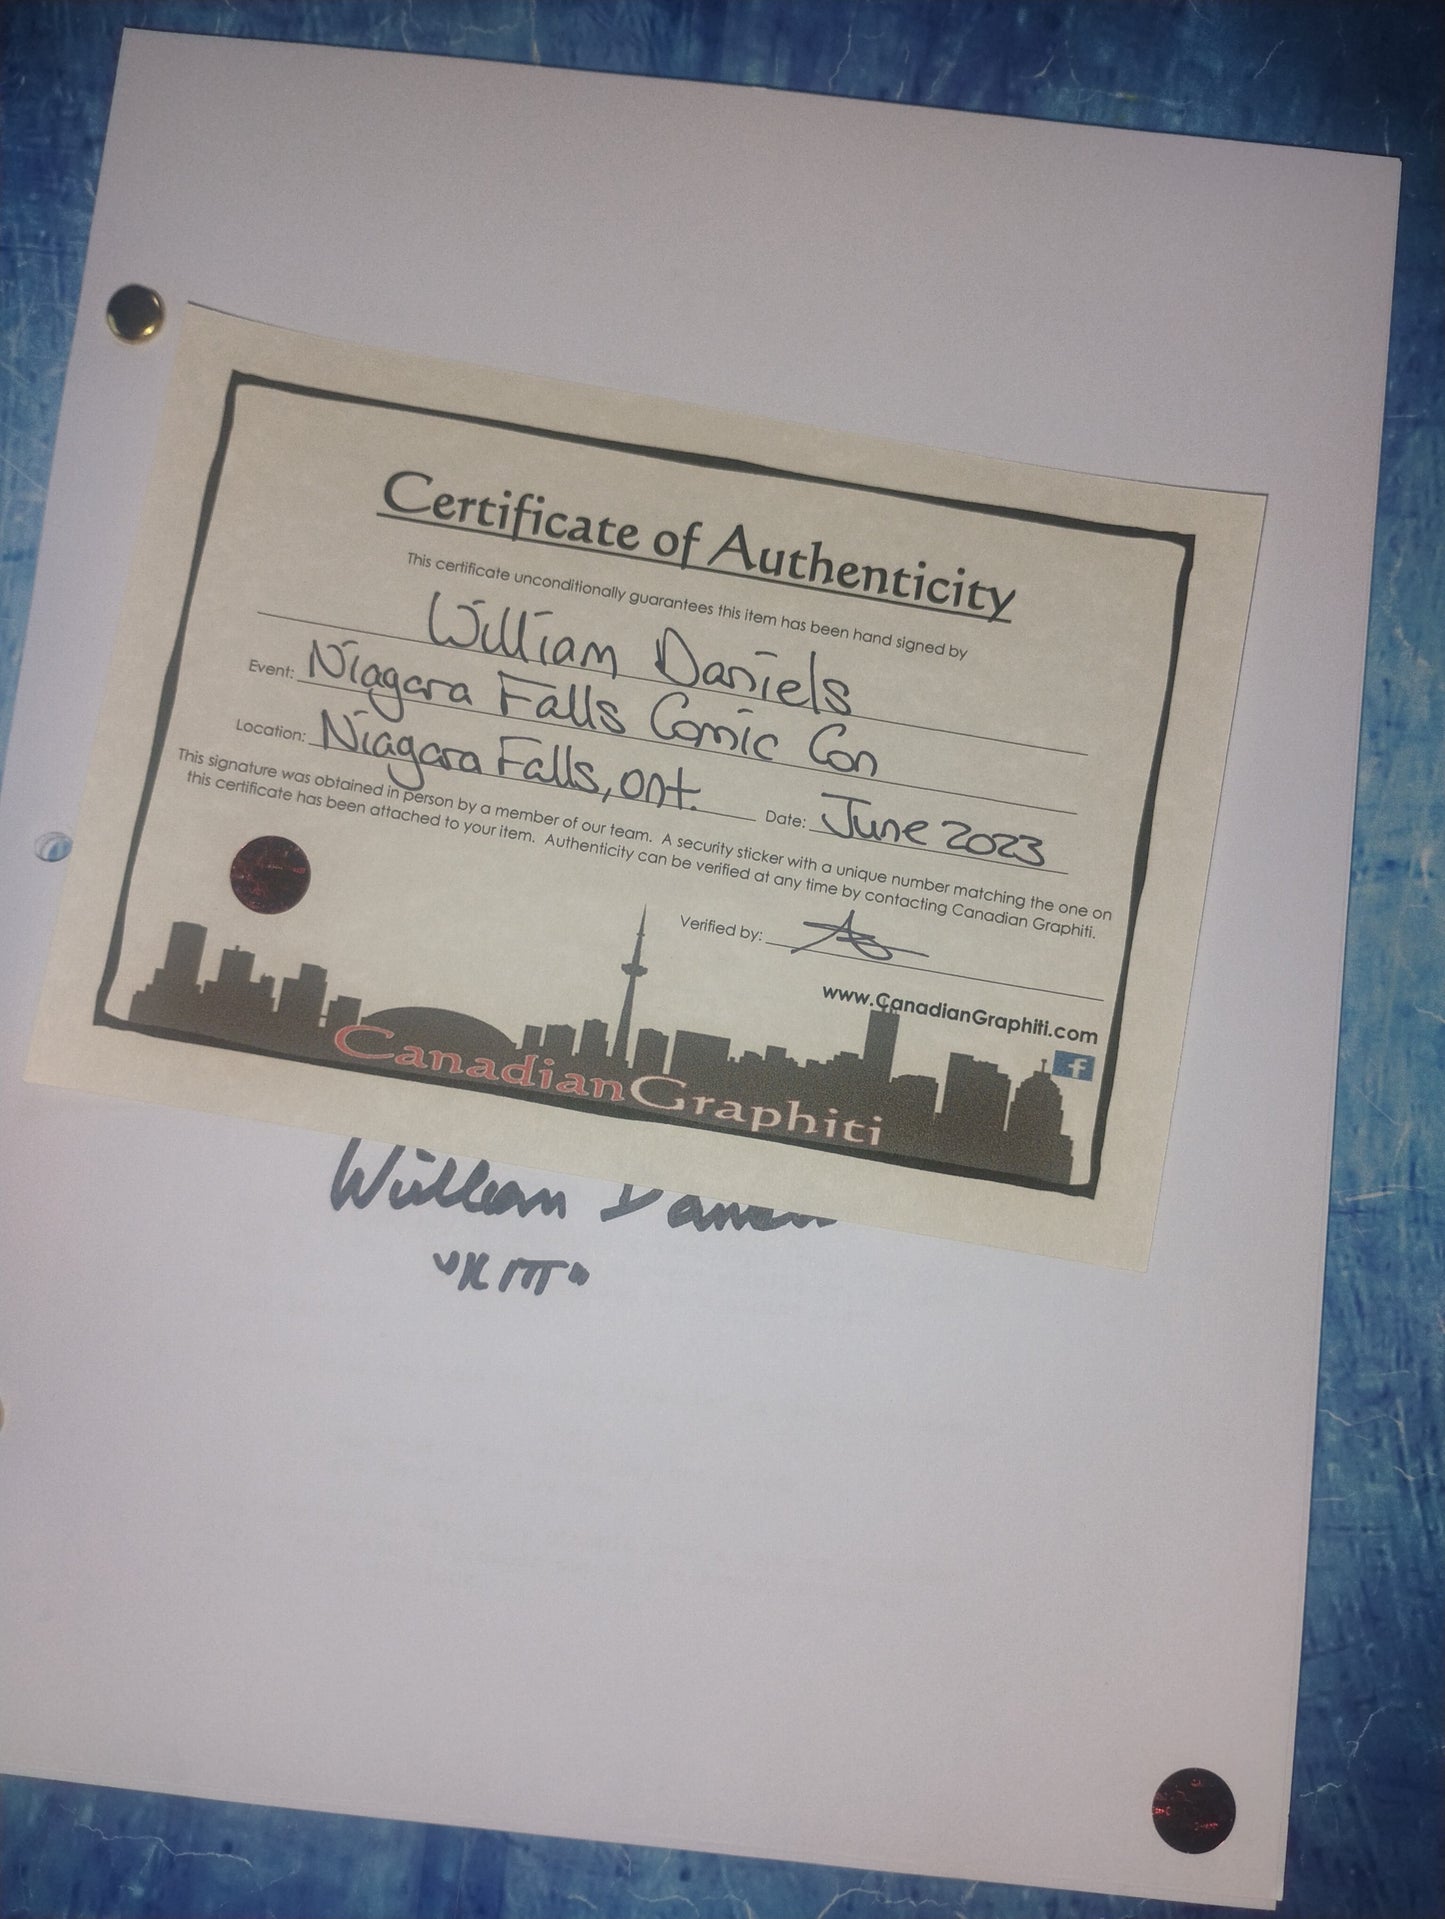 Certificate of Authenticity
This certificate unconditionally guarantees this item has been hand signed by
William Daniels
Event: Niagara Falls Comic Con
Location: Niagara Falls, Ont. Date: June 2023
This signature was obtained in person by a member of our team. A security sticker with a unique number matching the one on
this certificate has been attached to your item. Authenticity can be verified at any time by contacting Canadian Graphiti.
Verified by:
www.CanadianGraphiti.com
f
CanadianGraphiti
William Daniels
"KITT"